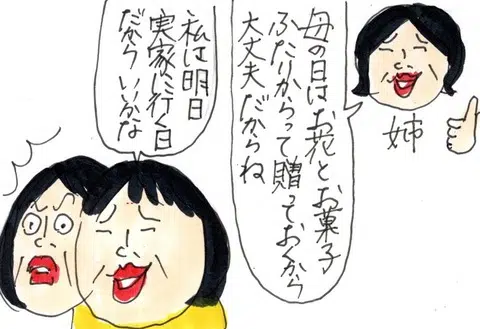 母の日はお花とお菓子
ふたりからって贈っておくから
大丈夫だからね
姉
私は明日
実家に行く日
だからいいかな